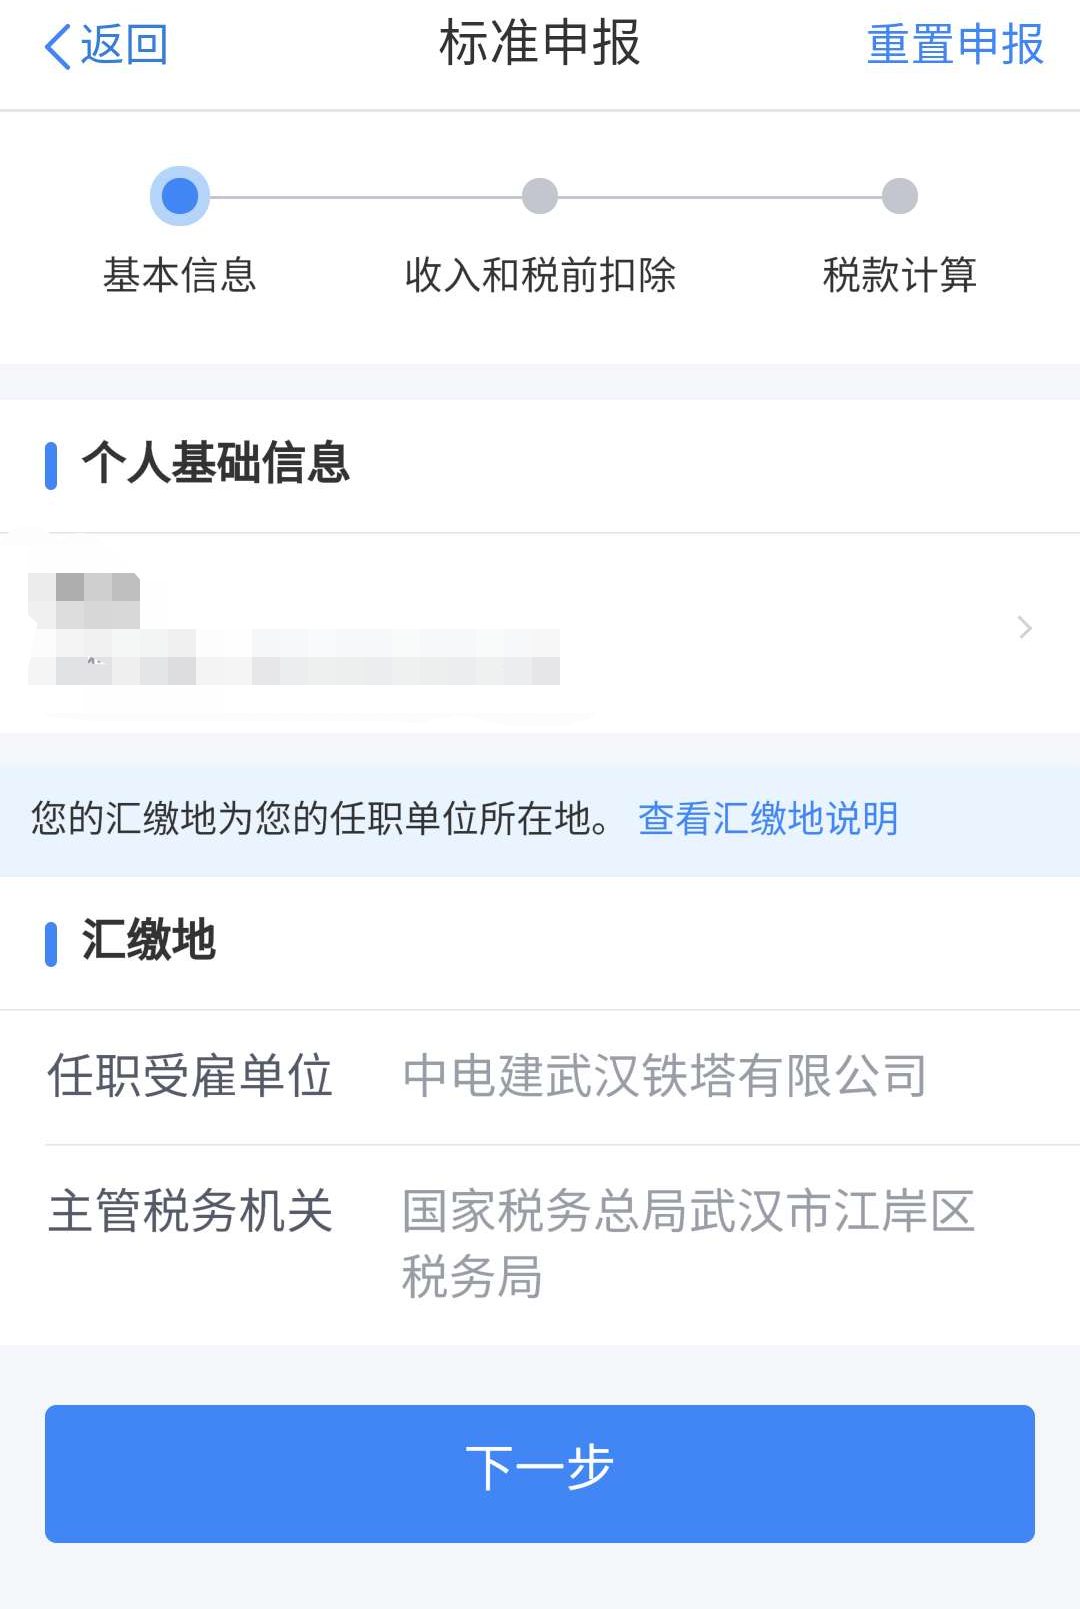 返回 标准申报 重置申报
基本信息 收入和税前扣除 税款计算
个人基础信息
您的汇缴地为您的任职单位所在地。 查看汇缴地说明
汇缴地
任职受雇单位 中电建武汉铁塔有限公司
主管税务机关 国家税务总局武汉市江岸区
税务局
下一步